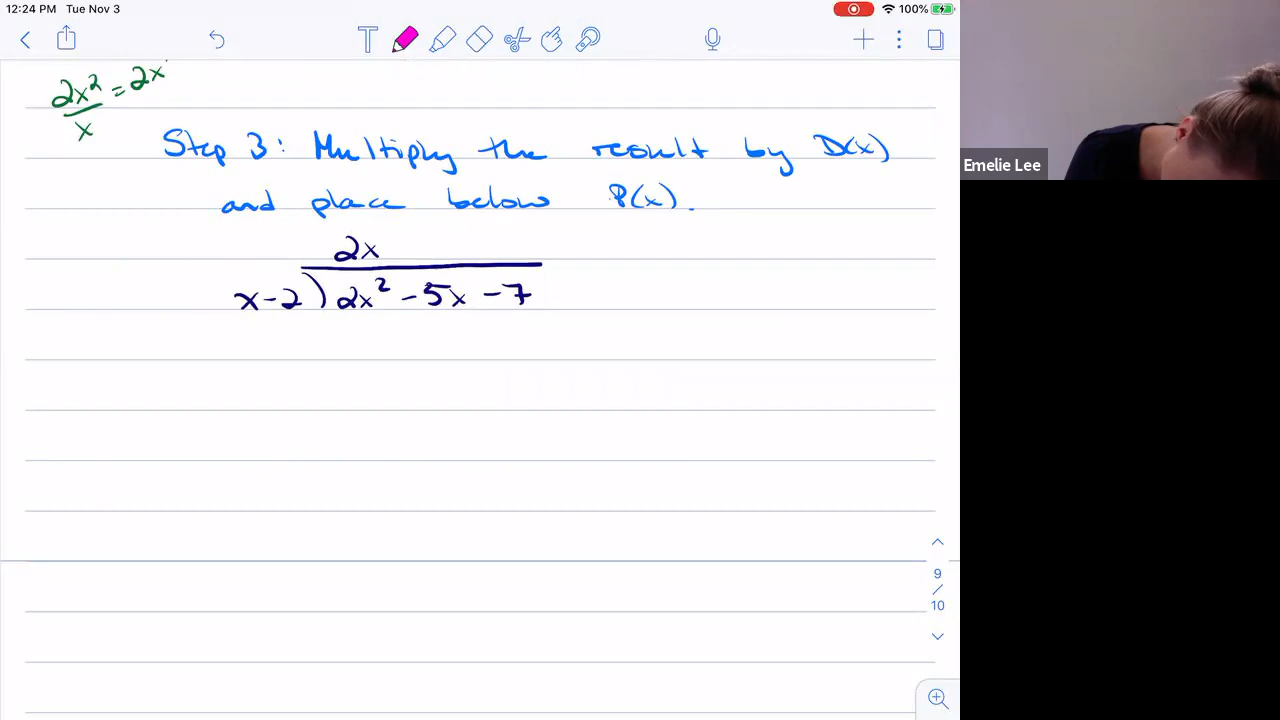 12:24 PM Tue Nov 3
100%
2x²/x = 2x
Step 3: Multiply the result by D(x)
and place below P(x).
2x
x-2)2x² -5x -7
Emelie Lee
9
/
10